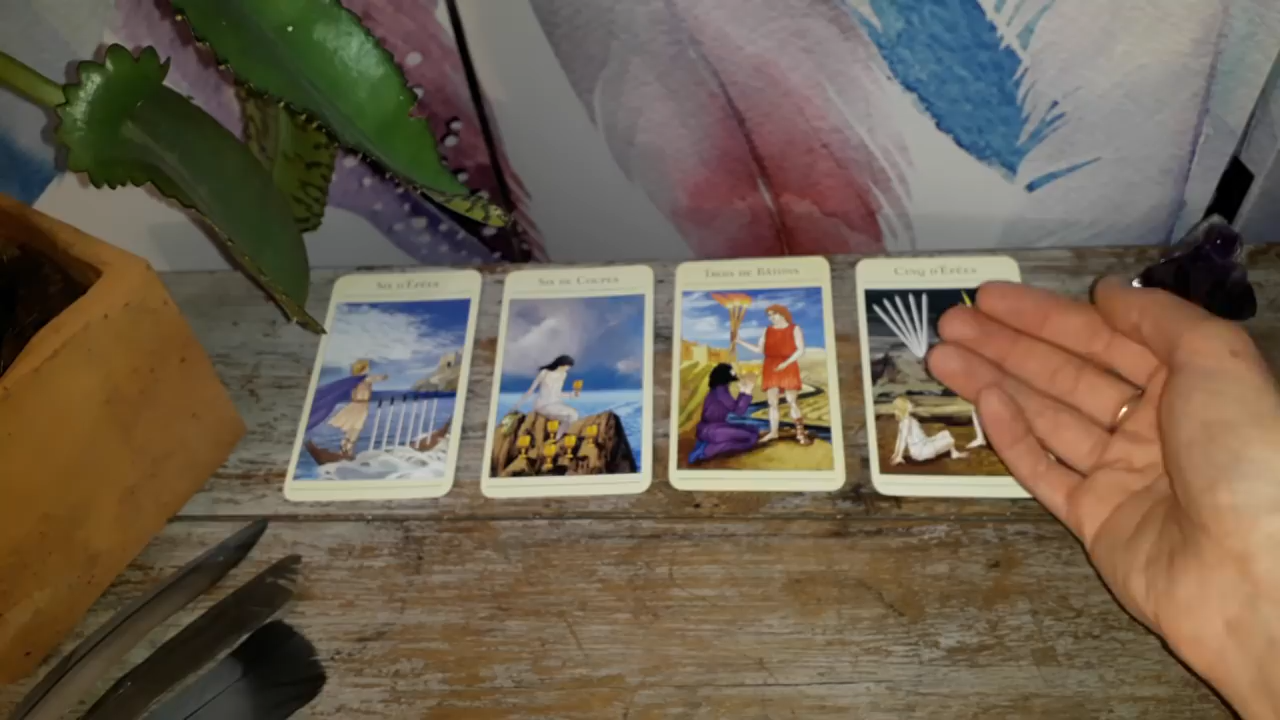 Six d'Épées
Six de Coupes
Trois de Bâtons
Cinq d'Épées